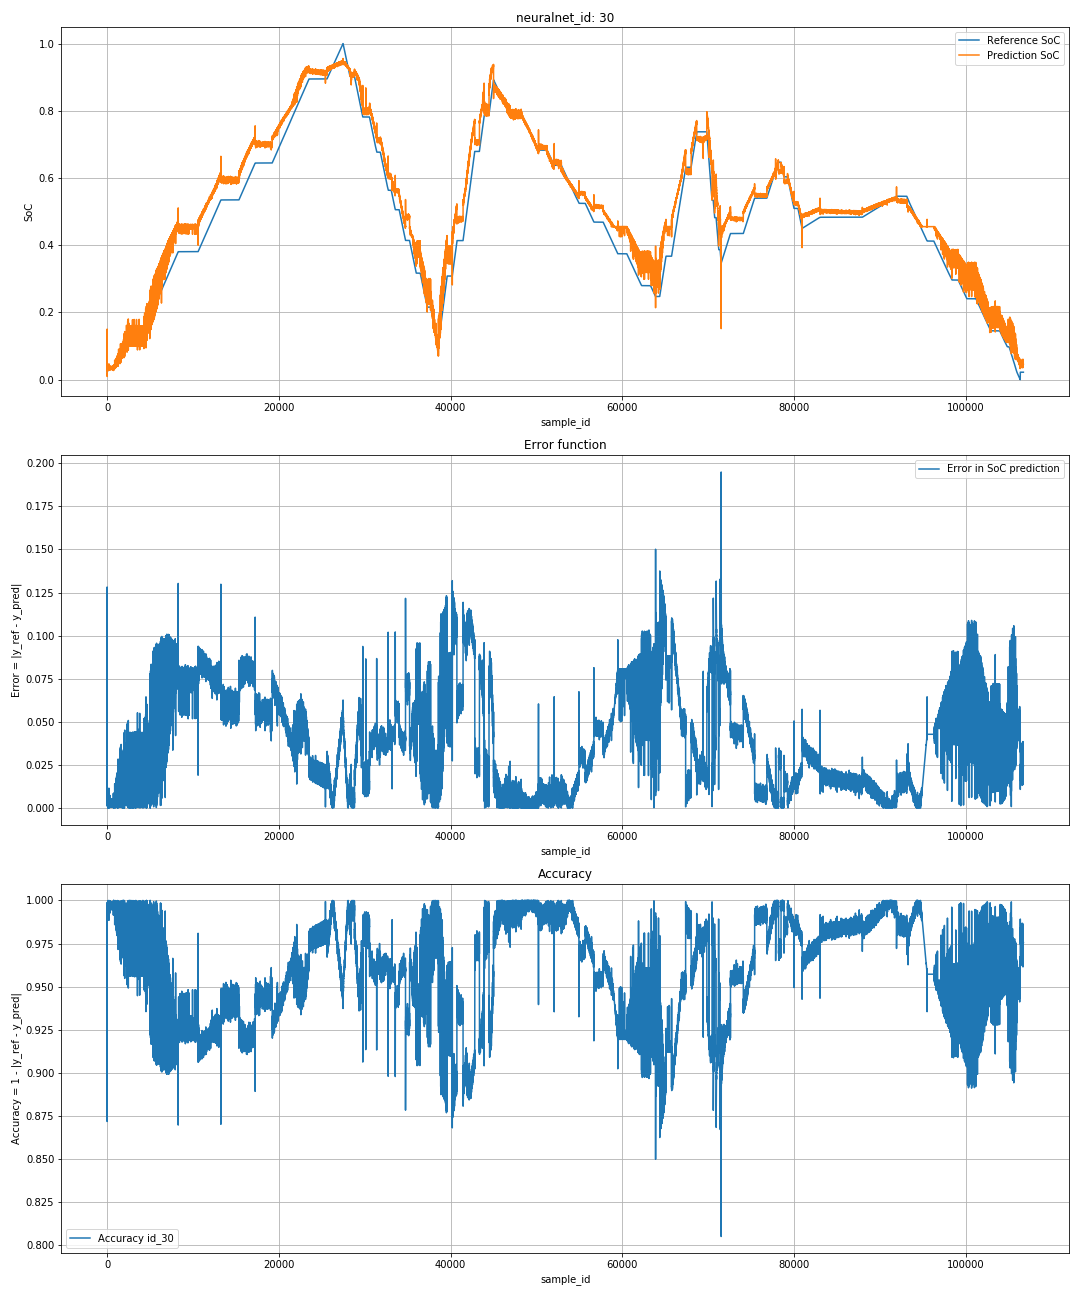 neuralnet_id: 30
1.0
0.8
0.6
0.4
0.2
0.0
SoC
Reference SoC
Prediction SoC
0 20000 40000 60000 80000 100000
sample_id
Error function
0.200
0.175
0.150
0.125
0.100
0.075
0.050
0.025
0.000
Error = |y_ref - y_pred|
Error in SoC prediction
0 20000 40000 60000 80000 100000
sample_id
Accuracy
1.000
0.975
0.950
0.925
0.900
0.875
0.850
0.825
0.800
Accuracy = 1 - |y_ref - y_pred|
Accuracy id_30
0 20000 40000 60000 80000 100000
sample_id